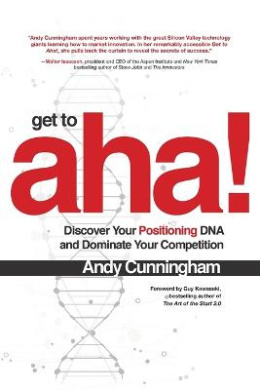 "Andy Cunningham spent years working with the great Silicon Valley technology
giants learning how to market innovation. In her remarkably accessible Get to
Aha!, she pulls back the curtain to reveal the secrets of success."
—Walter Isaacson, president and CEO of the Aspen Institute and New York Times
bestselling author of Steve Jobs and The Innovators
get to
aha!
Discover Your Positioning DNA
and Dominate Your Competition
Andy Cunningham
Foreword by Guy Kawasaki,
bestselling author of
The Art of the Start 2.0